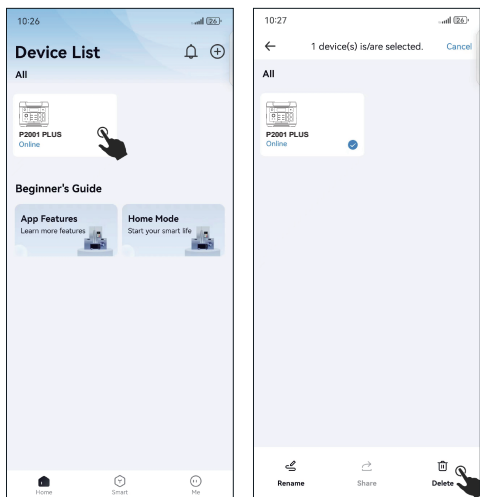 10:26
26
Device List
All
P2001 PLUS
Online
Beginner's Guide
App Features
Learn more features
Home Mode
Start your smart life
Home
Smart
Me
10:27
26
1 device(s) is/are selected.
Cancel
All
P2001 PLUS
Online
Rename
Share
Delete